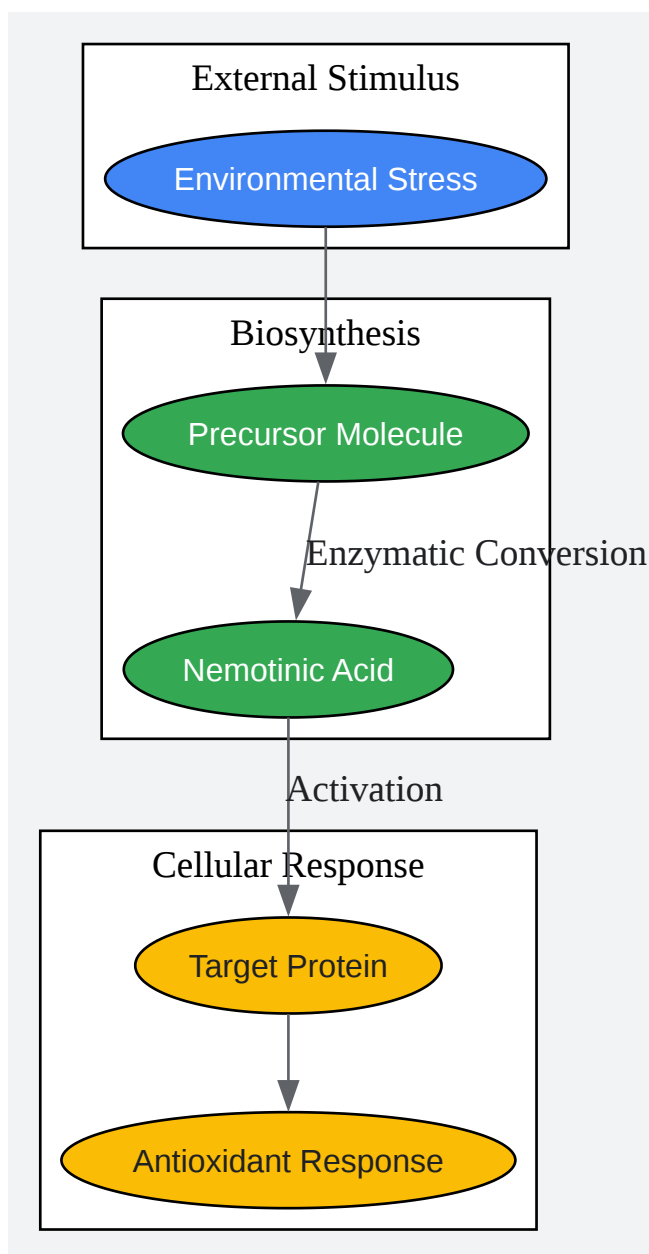 External Stimulus
Environmental Stress
Biosynthesis
Precursor Molecule
Enzymatic Conversion
Nemotinic Acid
Activation
Cellular Response
Target Protein
Antioxidant Response